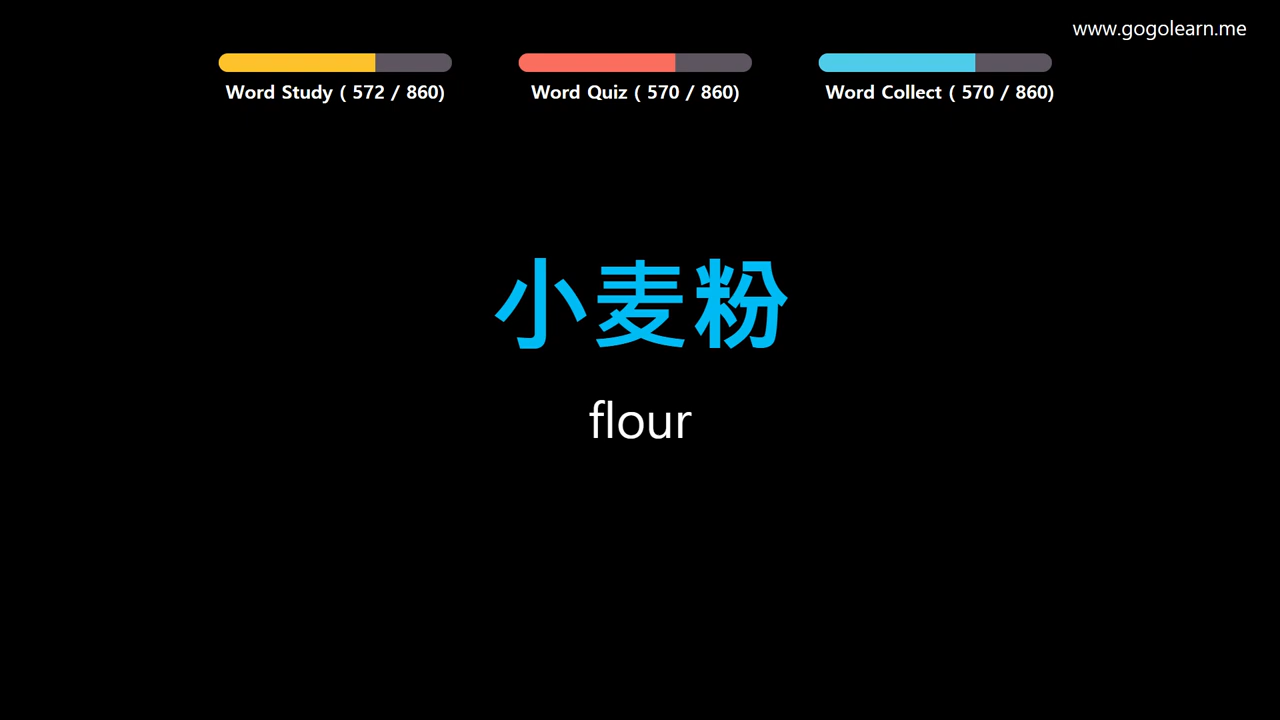 www.gogolearn.me
Word Study ( 572 / 860)
Word Quiz ( 570 / 860)
Word Collect ( 570 / 860)
小麦粉
flour